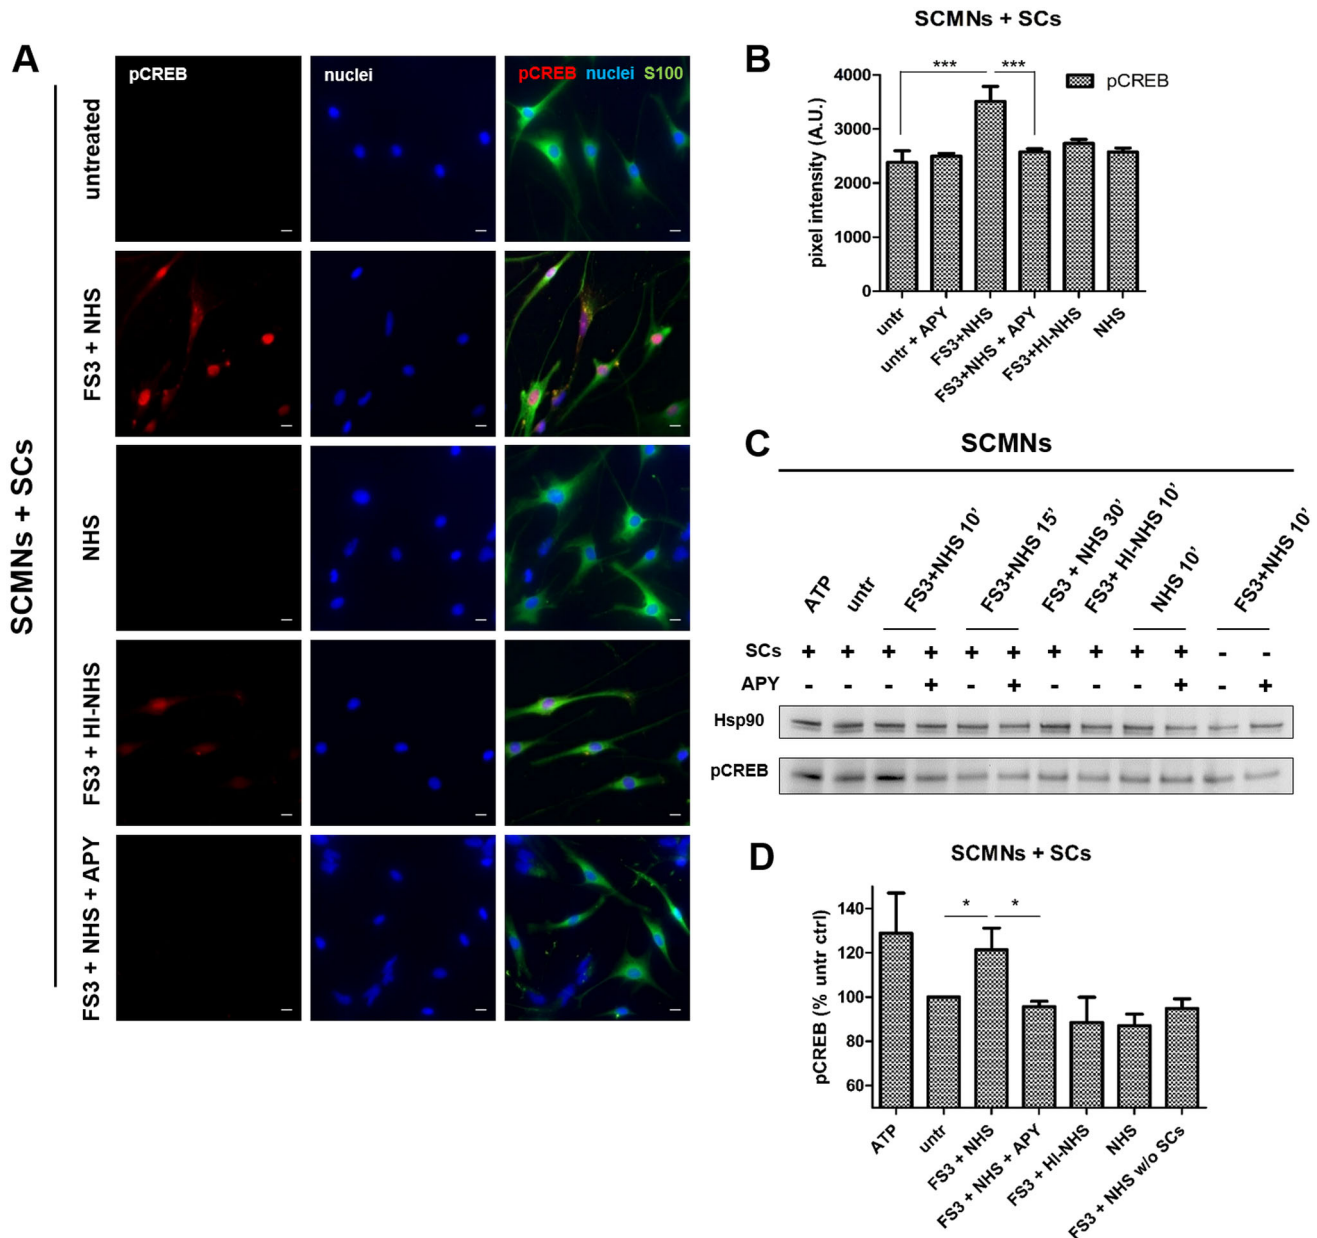 A
SCMNs + SCs
pCREB
nuclei
pCREB nuclei S100
untreated
FS3 + NHS
NHS
FS3 + HI-NHS
FS3 + NHS + APY
SCMNs + SCs
B
pixel intensity (A.U.)
4000
3000
2000
1000
0
*** ***
pCREB
untr
untr + APY
FS3+NHS
FS3+NHS + APY
FS3+HI-NHS
NHS
C
SCMNs
ATP
untr
FS3+NHS 10'
FS3+NHS 15'
FS3 + NHS 30'
FS3+ HI-NHS 10'
NHS 10'
FS3+NHS 10'
SCs + + + + + + + + + + - -
APY - - - + - + - - - + - +
Hsp90
pCREB
D
SCMNs + SCs
pCREB (% untr ctrl)
140
120
100
80
60
* *
ATP
untr
FS3 + NHS
FS3 + NHS + APY
FS3 + HI-NHS
NHS
FS3 + NHS w/o SCs